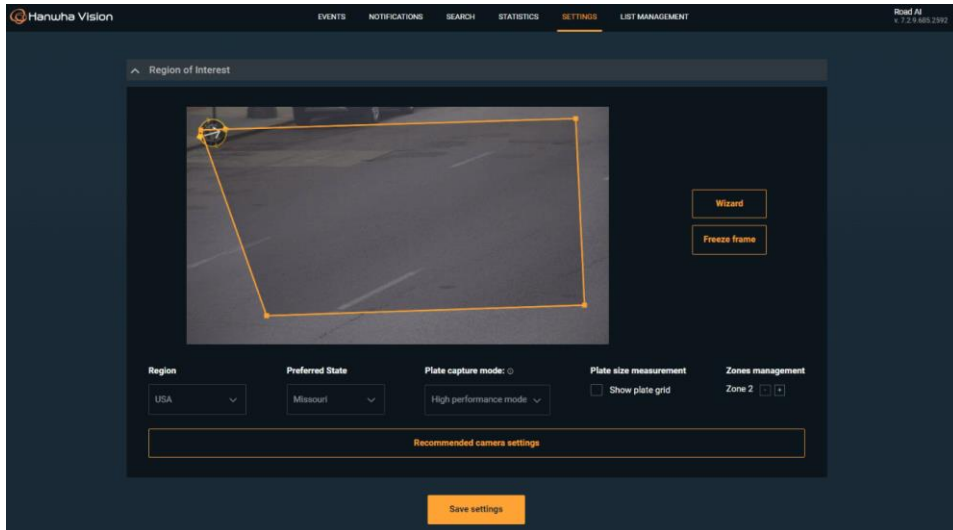 Hanwha Vision
EVENTS NOTIFICATIONS SEARCH STATISTICS SETTINGS LIST MANAGEMENT
Road AI
v. 7.2.9.685.2592
Region of Interest
Wizard
Freeze frame
Region Preferred State Plate capture mode: Plate size measurement Zones management
USA Missouri High performance mode Show plate grid Zone 2 - +
Recommended camera settings
Save settings